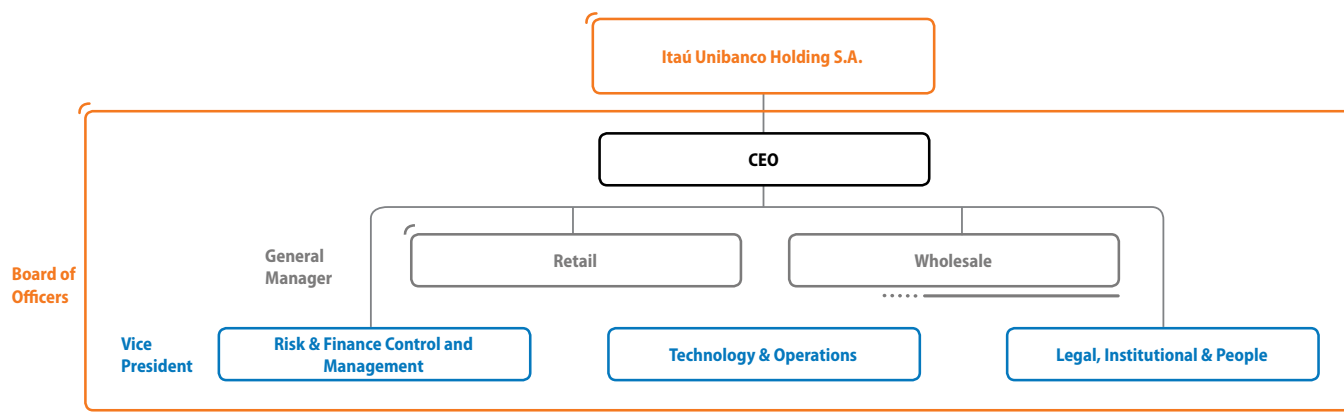 Itaú Unibanco Holding S.A.
CEO
General
Manager
Retail
Wholesale
Board of
Officers
Vice
President
Risk & Finance Control and
Management
Technology & Operations
Legal, Institutional & People